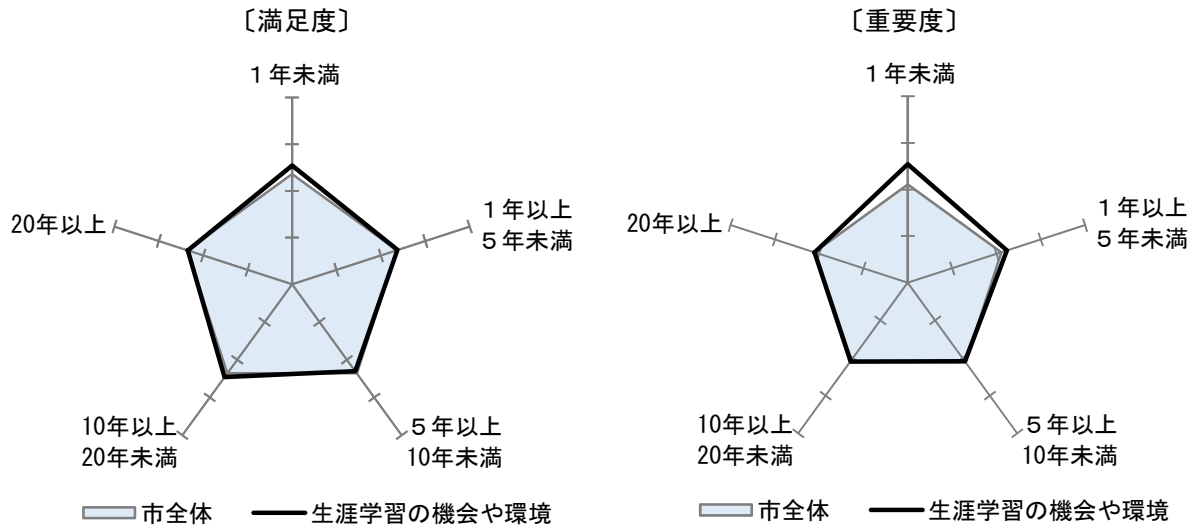 〔満足度〕
１年未満
20年以上
１年以上
５年未満
10年以上
20年未満
５年以上
10年未満
市全体
生涯学習の機会や環境
〔重要度〕
１年未満
20年以上
１年以上
５年未満
10年以上
20年未満
５年以上
10年未満
市全体
生涯学習の機会や環境